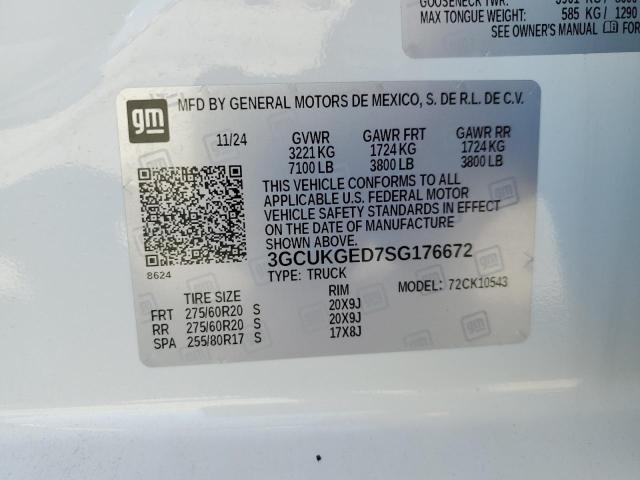 GOOSENECK TWR:
MAX TONGUE WEIGHT: 585 KG / 1290
SEE OWNER'S MANUAL FOR
gm
MFD BY GENERAL MOTORS DE MEXICO, S. DE R.L. DE C.V.
11/24 GVWR GAWR FRT GAWR RR
3221 KG 1724 KG 1724 KG
7100 LB 3800 LB 3800 LB
THIS VEHICLE CONFORMS TO ALL
APPLICABLE U.S. FEDERAL MOTOR
VEHICLE SAFETY STANDARDS IN EFFECT
ON THE DATE OF MANUFACTURE
SHOWN ABOVE.
8624
3GCUKGED7SG176672
TYPE: TRUCK MODEL: 72CK10543
TIRE SIZE RIM
FRT 275/60R20 S 20X9J
RR 275/60R20 S 20X9J
SPA 255/80R17 S 17X8J